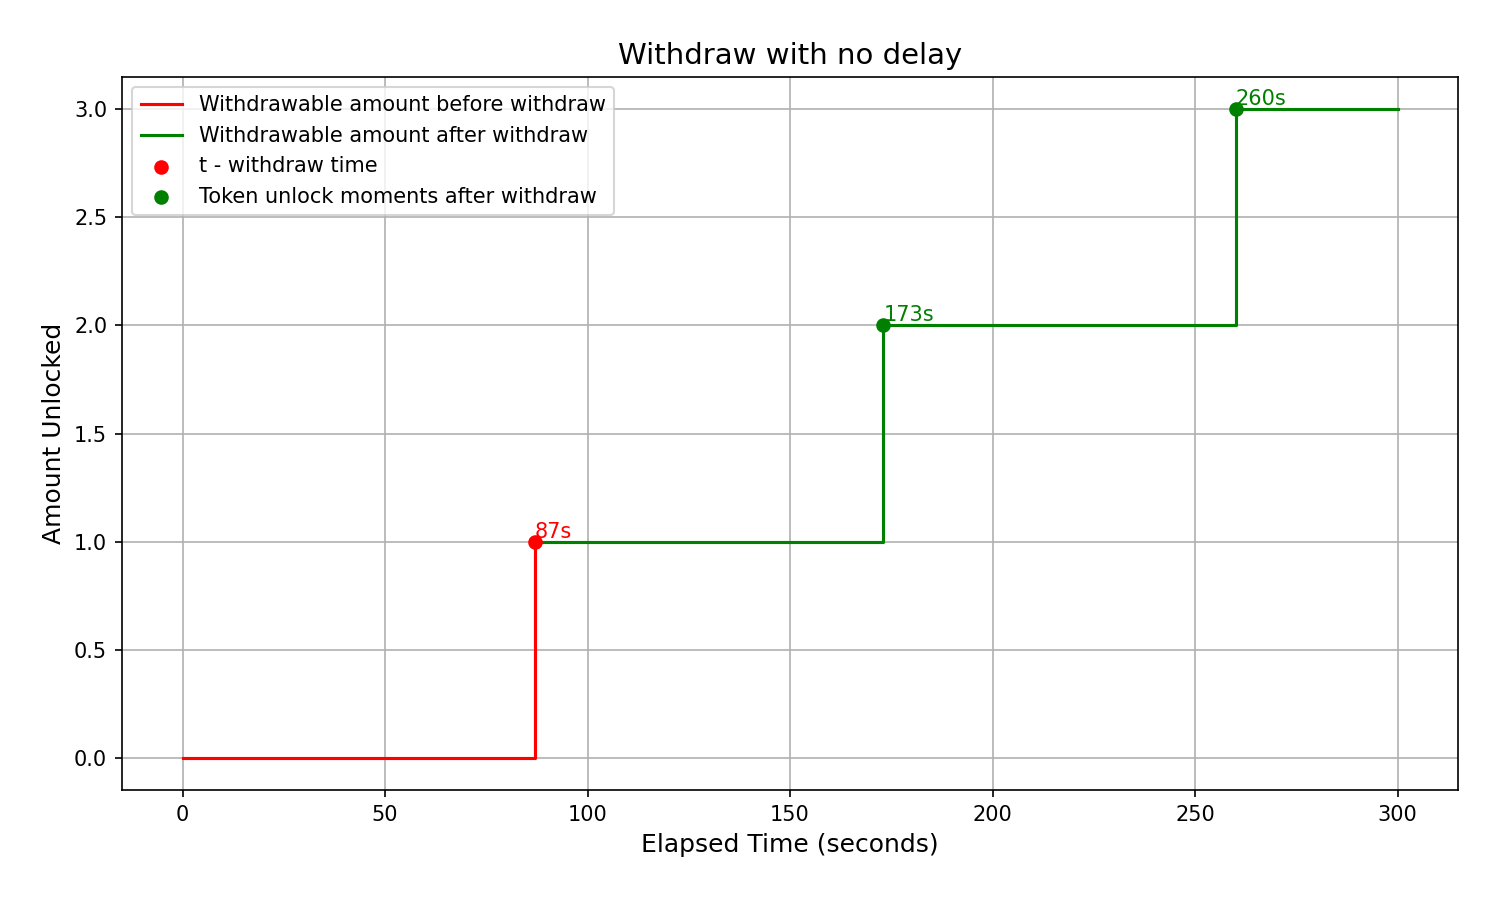 Withdraw with no delay
Withdrawable amount before withdraw
Withdrawable amount after withdraw
t - withdraw time
Token unlock moments after withdraw
260s
173s
87s
3.0
2.5
2.0
1.5
1.0
0.5
0.0
Amount Unlocked
0 50 100 150 200 250 300
Elapsed Time (seconds)